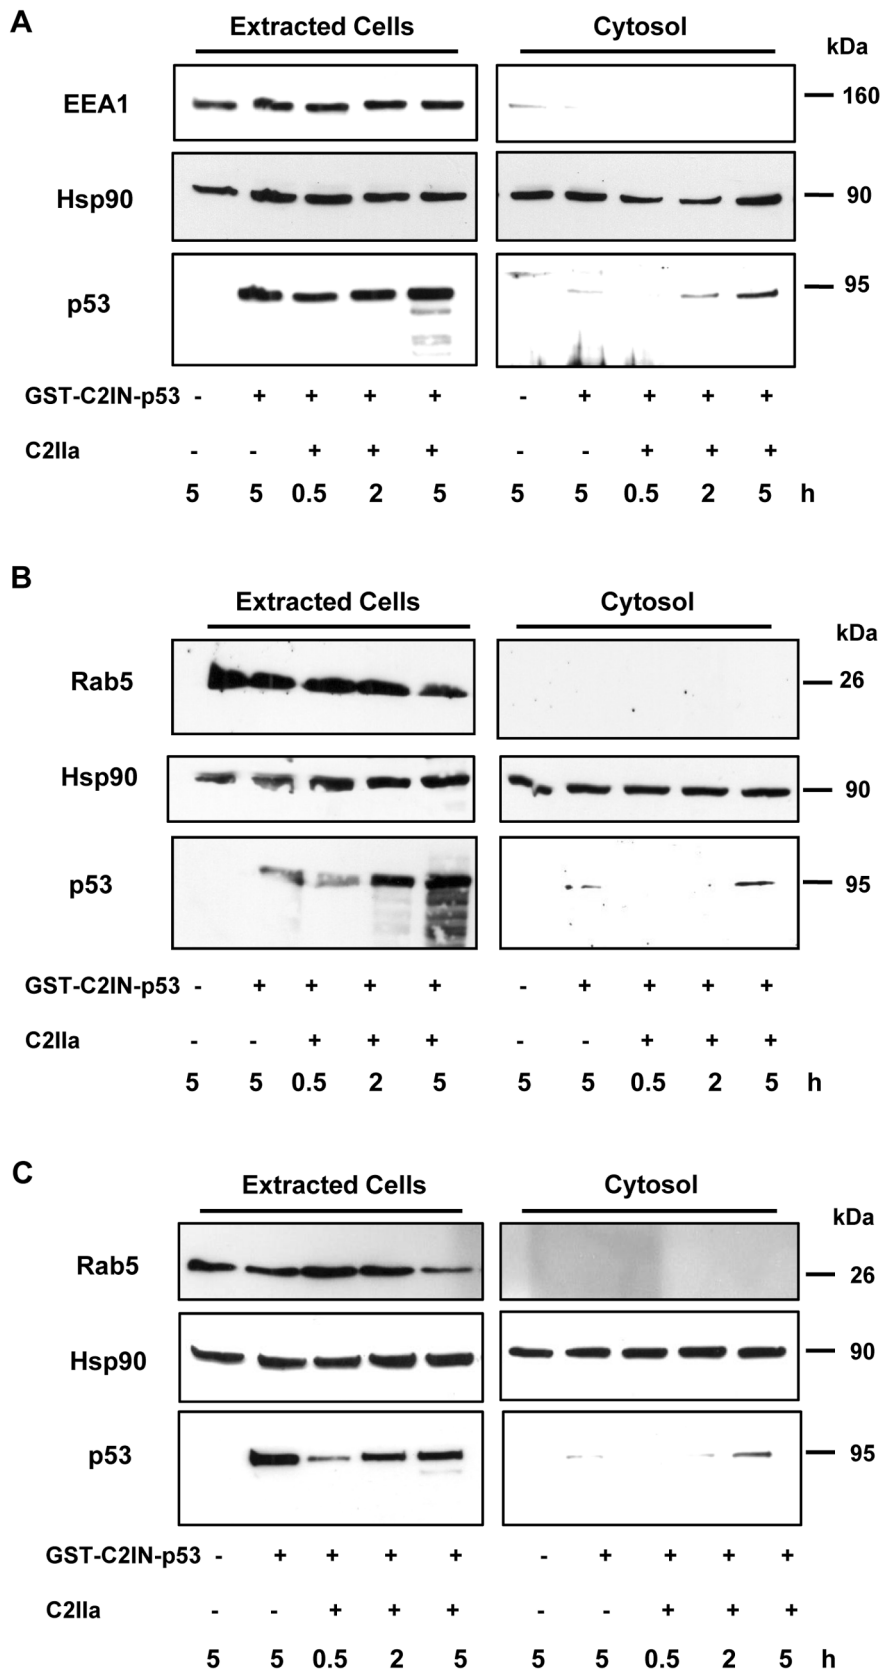 A
Extracted Cells Cytosol
kDa
EEA1 160
Hsp90 90
p53 95
GST-C2IN-p53 - + + + + - + + + +
C2IIa - - + + + - - + + +
5 5 0.5 2 5 5 5 0.5 2 5 h
B
Extracted Cells Cytosol
kDa
Rab5 26
Hsp90 90
p53 95
GST-C2IN-p53 - + + + + - + + + +
C2IIa - - + + + - - + + +
5 5 0.5 2 5 5 5 0.5 2 5 h
C
Extracted Cells Cytosol
kDa
Rab5 26
Hsp90 90
p53 95
GST-C2IN-p53 - + + + + - + + + +
C2IIa - - + + + - - + + +
5 5 0.5 2 5 5 5 0.5 2 5 h